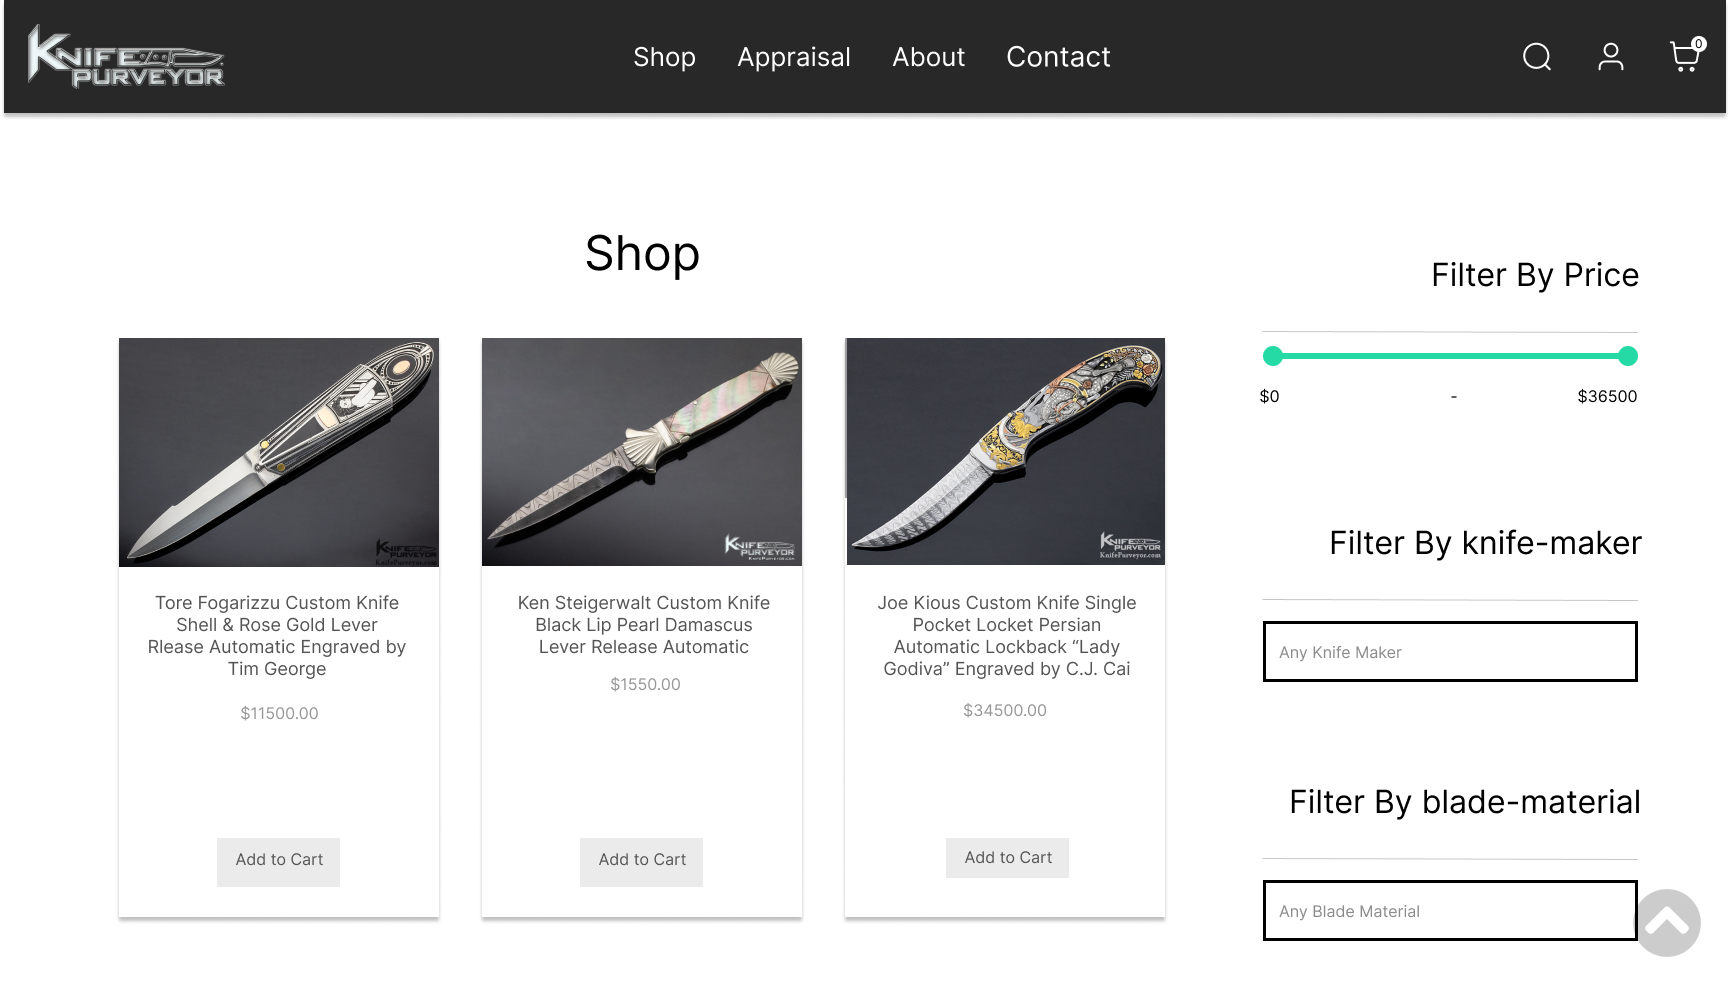 KNIFE
PURVEYOR
Shop Appraisal About Contact
0
Shop
KNIFE
PURVEYOR
KnifePurveyor.com
Tore Fogarizzu Custom Knife
Shell & Rose Gold Lever
Rlease Automatic Engraved by
Tim George
$11500.00
Add to Cart
KNIFE
PURVEYOR
KnifePurveyor.com
Ken Steigerwalt Custom Knife
Black Lip Pearl Damascus
Lever Release Automatic
$1550.00
Add to Cart
KNIFE
PURVEYOR
KnifePurveyor.com
Joe Kious Custom Knife Single
Pocket Locket Persian
Automatic Lockback “Lady
Godiva” Engraved by C.J. Cai
$34500.00
Add to Cart
Filter By Price
$0 - $36500
Filter By knife-maker
Any Knife Maker
Filter By blade-material
Any Blade Material